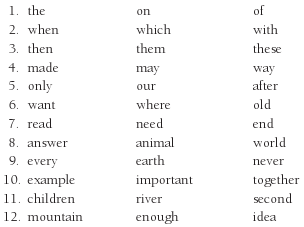 1. the on of
2. when which with
3. then them these
4. made may way
5. only our after
6. want where old
7. read need end
8. answer animal world
9. every earth never
10. example important together
11. children river second
12. mountain enough idea